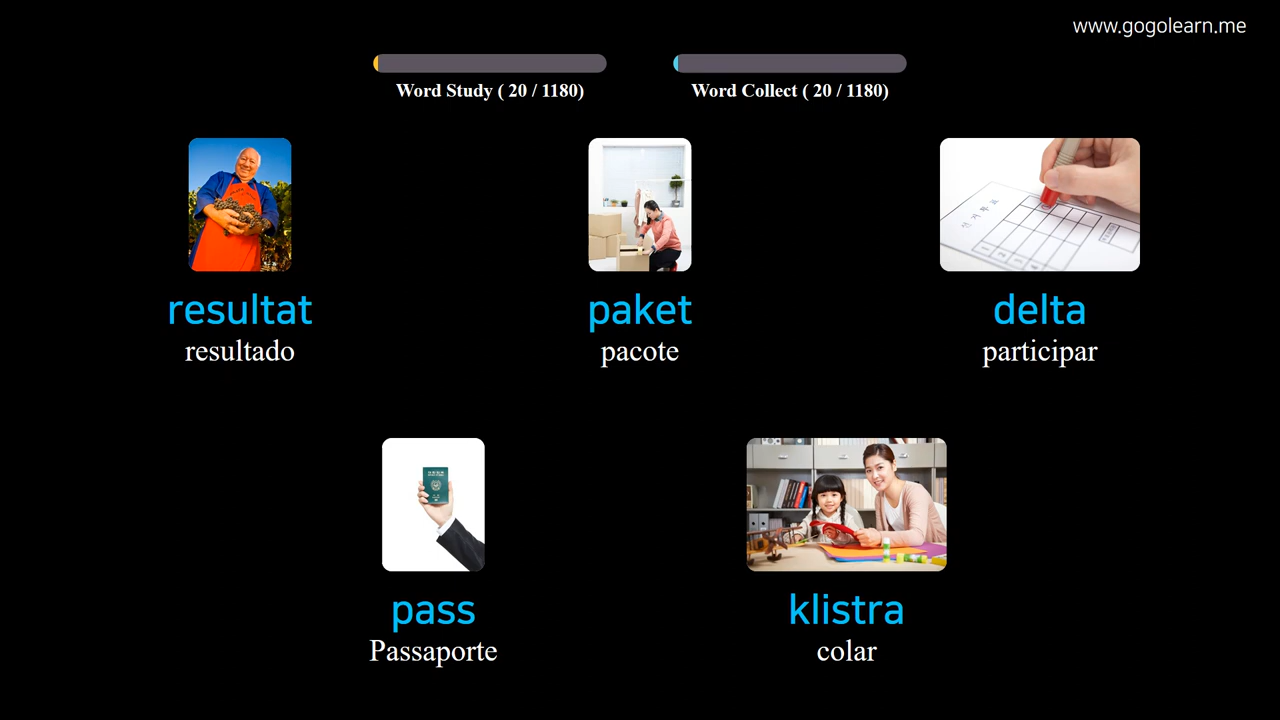 www.gogolearn.me
Word Study ( 20 / 1180)
Word Collect ( 20 / 1180)
resultat
resultado
paket
pacote
delta
participar
pass
Passaporte
klistra
colar